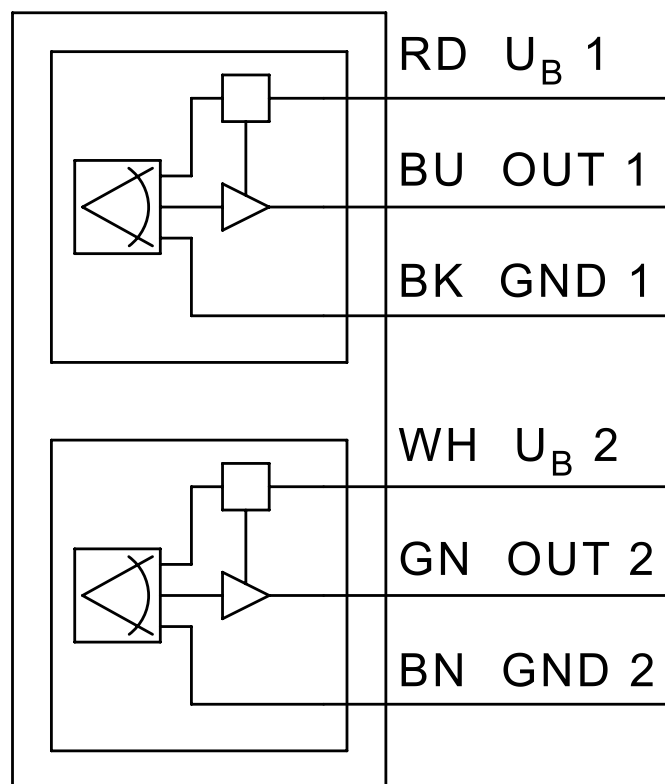 RD U_B 1
BU OUT 1
BK GND 1
WH U_B 2
GN OUT 2
BN GND 2